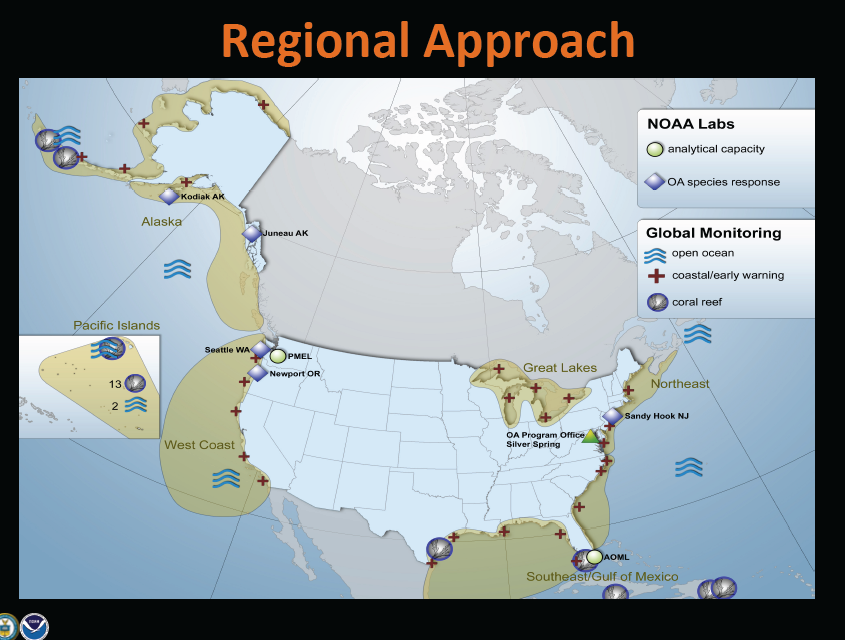 Regional Approach
NOAA Labs
analytical capacity
OA species response
Global Monitoring
open ocean
coastal/early warning
coral reef
Kodiak AK
Alaska
Juneau AK
Pacific Islands
13
2
Seattle WA
PMEL
Newport OR
West Coast
Great Lakes
Northeast
Sandy Hook NJ
OA Program Office
Silver Spring
AOML
Southeast/Gulf of Mexico